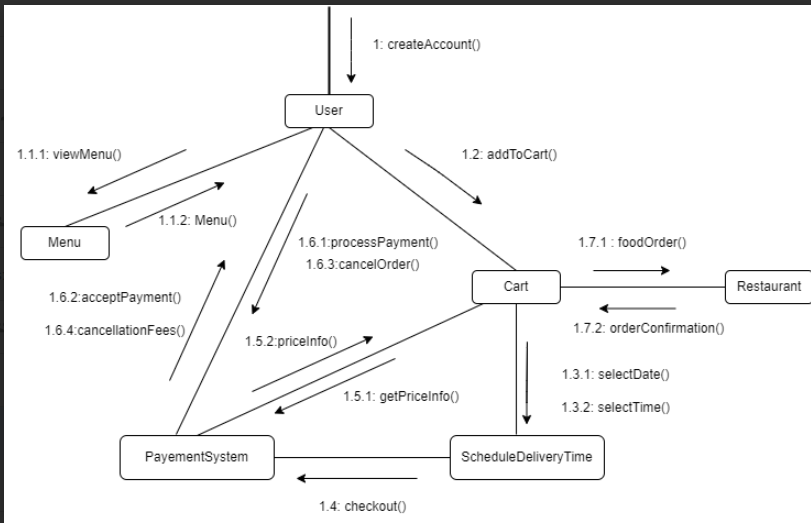 1: createAccount()
User
1.1.1: viewMenu()
1.2: addToCart()
1.1.2: Menu()
Menu
1.6.1:processPayment()
1.6.3:cancelOrder()
1.7.1 : foodOrder()
Cart
Restaurant
1.6.2:acceptPayment()
1.6.4:cancellationFees()
1.7.2: orderConfirmation()
1.5.2:priceInfo()
1.5.1: getPriceInfo()
1.3.1: selectDate()
1.3.2: selectTime()
PayementSystem
ScheduleDeliveryTime
1.4: checkout()